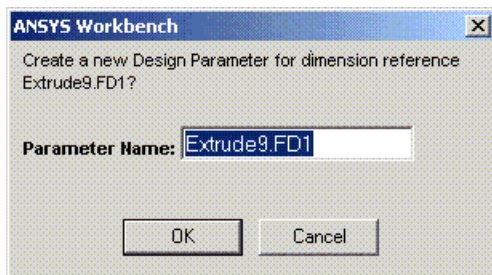 ANSYS Workbench
Create a new Design Parameter for dimension reference
Extrude9.FD1?
Parameter Name: Extrude9.FD1
OK Cancel